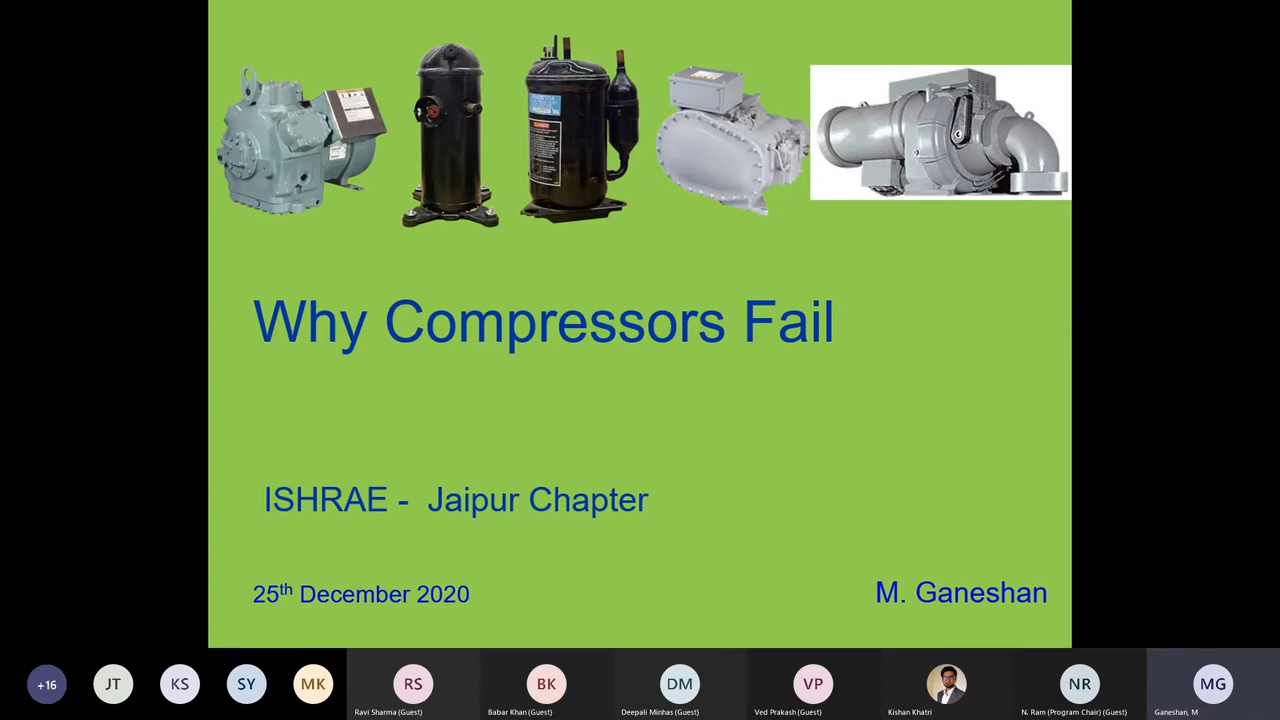 Why Compressors Fail
ISHRAE - Jaipur Chapter
25th December 2020
M. Ganeshan
+16
JT
KS
SY
MK
RS
BK
DM
VP
NR
MG
Ravi Sharma (Guest)
Babar Khan (Guest)
Deepali Minhas (Guest)
Ved Prakash (Guest)
Kishan Khatri
N. Ram (Program Chair) (Guest)
Ganeshan, M